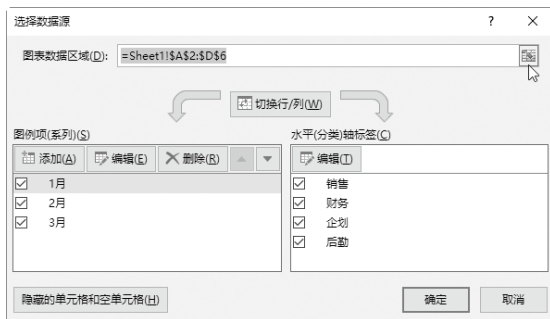 选择数据源 ? ×
图表数据区域(D): =Sheet1!$A$2:$D$6
切换行/列(W)
图例项(系列)(S) 水平(分类)轴标签(C)
添加(A) 编辑(E) 删除(R) 编辑(T)
1月 销售
2月 财务
3月 企划
后勤
隐藏的单元格和空单元格(H) 确定 取消